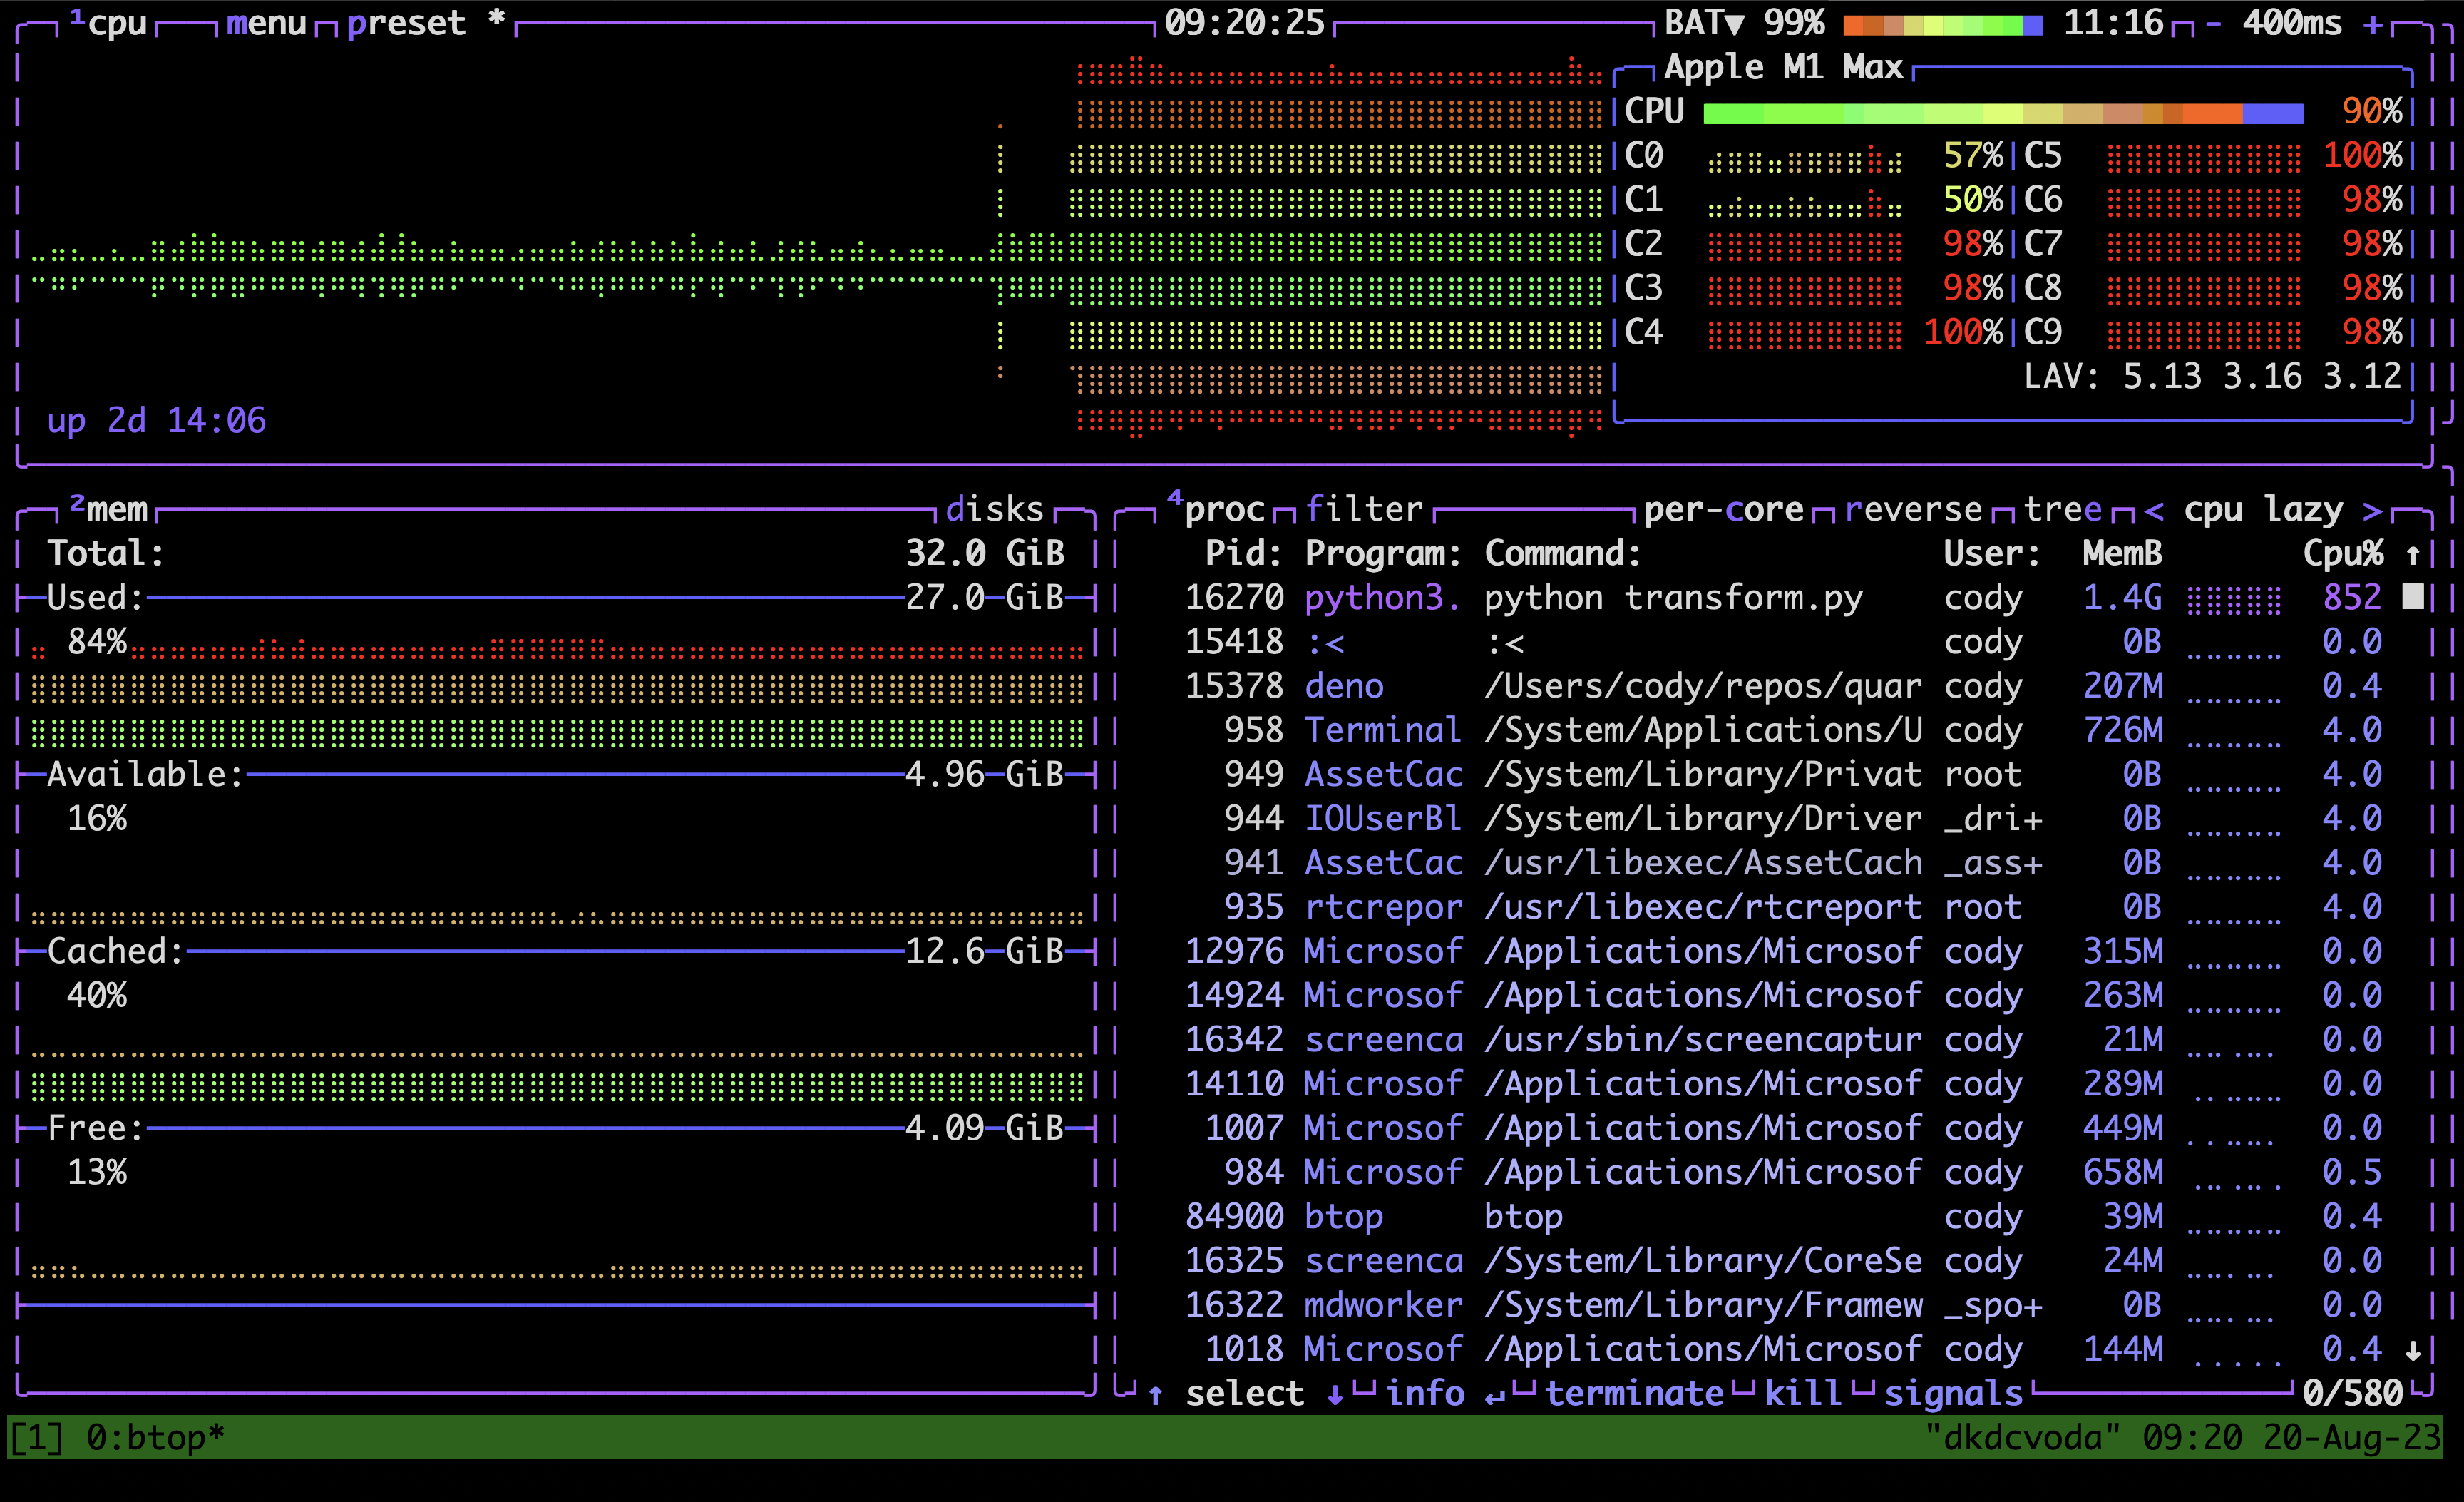 ¹cpu menu preset * 09:20:25 BAT▼ 99% 11:16 - 400ms +
Apple M1 Max
CPU 90%
C0 57% C5 100%
C1 50% C6 98%
C2 98% C7 98%
C3 98% C8 98%
C4 100% C9 98%
LAV: 5.13 3.16 3.12
up 2d 14:06
²mem disks
Total: 32.0 GiB
Used: 27.0 GiB
84%
Available: 4.96 GiB
16%
Cached: 12.6 GiB
40%
Free: 4.09 GiB
13%
⁴proc filter per-core reverse tree < cpu lazy >
Pid: Program: Command: User: MemB Cpu% ↑
16270 python3. python transform.py cody 1.4G 852
15418 :< :< cody 0B 0.0
15378 deno /Users/cody/repos/quar cody 207M 0.4
958 Terminal /System/Applications/U cody 726M 4.0
949 AssetCac /System/Library/Privat root 0B 4.0
944 IOUserBl /System/Library/Driver _dri+ 0B 4.0
941 AssetCac /usr/libexec/AssetCach _ass+ 0B 4.0
935 rtcrepor /usr/libexec/rtcreport root 0B 4.0
12976 Microsof /Applications/Microsof cody 315M 0.0
14924 Microsof /Applications/Microsof cody 263M 0.0
16342 screenca /usr/sbin/screencaptur cody 21M 0.0
14110 Microsof /Applications/Microsof cody 289M 0.0
1007 Microsof /Applications/Microsof cody 449M 0.0
984 Microsof /Applications/Microsof cody 658M 0.5
84900 btop btop cody 39M 0.4
16325 screenca /System/Library/CoreSe cody 24M 0.0
16322 mdworker /System/Library/Framew _spo+ 0B 0.0
1018 Microsof /Applications/Microsof cody 144M 0.4 ↓
↑ select ↓ info ↵ terminate kill signals 0/580
[1] 0:btop* "dkdcvoda" 09:20 20-Aug-23